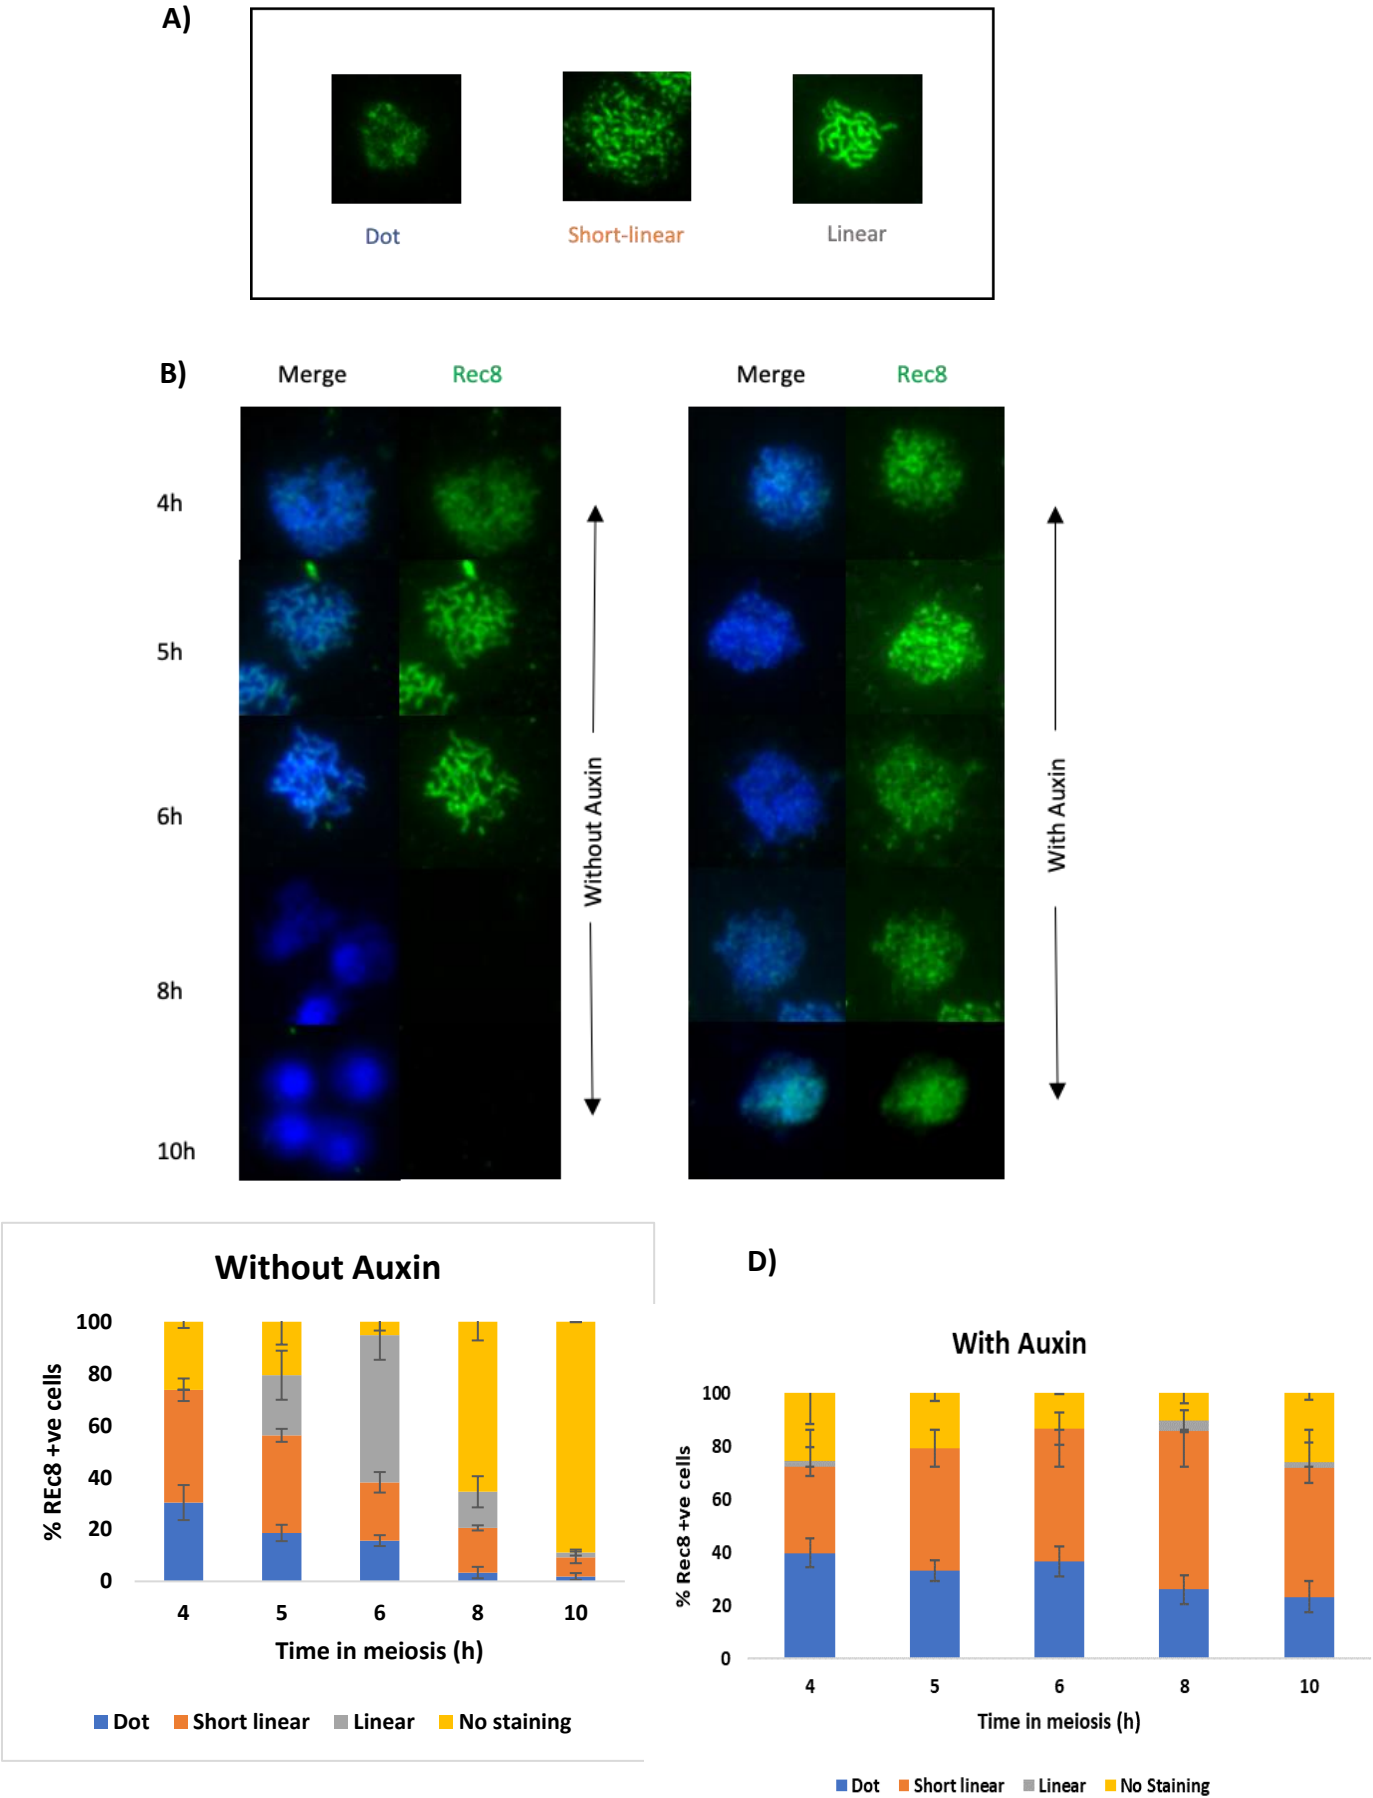 A)
Dot
Short-linear
Linear
B)
Merge
Rec8
Merge
Rec8
4h
5h
6h
8h
10h
Without Auxin
With Auxin
Without Auxin
% REc8 +ve cells
100
80
60
40
20
0
4
5
6
8
10
Time in meiosis (h)
Dot
Short linear
Linear
No staining
D)
With Auxin
% Rec8 +ve cells
100
80
60
40
20
0
4
5
6
8
10
Time in meiosis (h)
Dot
Short linear
Linear
No Staining